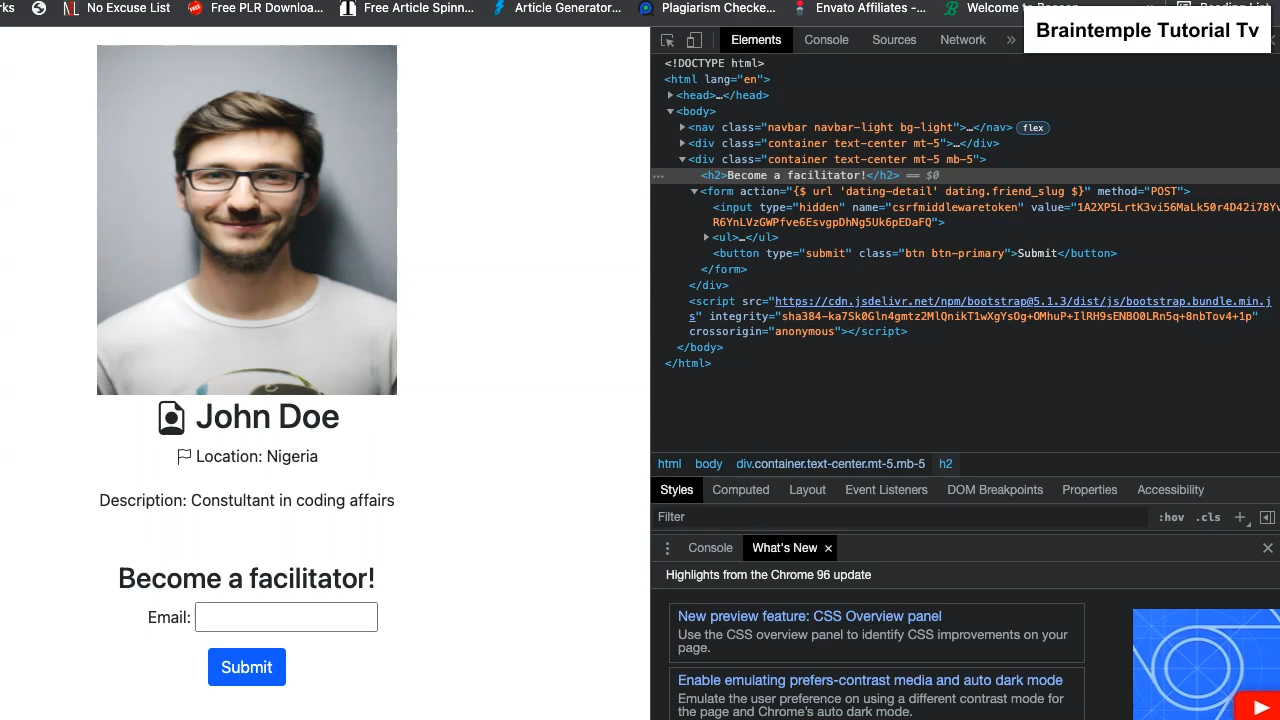 rks No Excuse List Free PLR Downloa... Free Article Spinn... Article Generator... Plagiarism Checke... Envato Affiliates -...
Braintemple Tutorial Tv
John Doe
Location: Nigeria
Description: Constultant in coding affairs
Become a facilitator!
Email:
Submit
Elements Console Sources Network »
<!DOCTYPE html>
<html lang="en">
<head>…</head>
<body>
<nav class="navbar navbar-light bg-light">…</nav> flex
<div class="container text-center mt-5">…</div>
<div class="container text-center mt-5 mb-5">
<h2>Become a facilitator!</h2> == $0
<form action="{$ url 'dating-detail' dating.friend_slug $}" method="POST">
<input type="hidden" name="csrfmiddlewaretoken" value="1A2XP5LrtK3vi56MaLk50r4D42i78Yv
R6YnLVzGWPfve6EsvgpDhNg5Uk6pEDaFQ">
<ul>…</ul>
<button type="submit" class="btn btn-primary">Submit</button>
</form>
</div>
<script src="https://cdn.jsdelivr.net/npm/bootstrap@5.1.3/dist/js/bootstrap.bundle.min.j
s" integrity="sha384-ka7Sk0Gln4gmtz2MlQnikT1wXgYsOg+OMhuP+IlRH9sENBO0LRn5q+8nbTov4+1p"
crossorigin="anonymous"></script>
</body>
</html>
html body div.container.text-center.mt-5.mb-5 h2
Styles Computed Layout Event Listeners DOM Breakpoints Properties Accessibility
Filter :hov .cls +
Console What's New ×
Highlights from the Chrome 96 update
New preview feature: CSS Overview panel
Use the CSS overview panel to identify CSS improvements on your
page.
Enable emulating prefers-contrast media and auto dark mode
Emulate the user preference on using a different contrast mode for
the page and Chrome's auto dark mode.